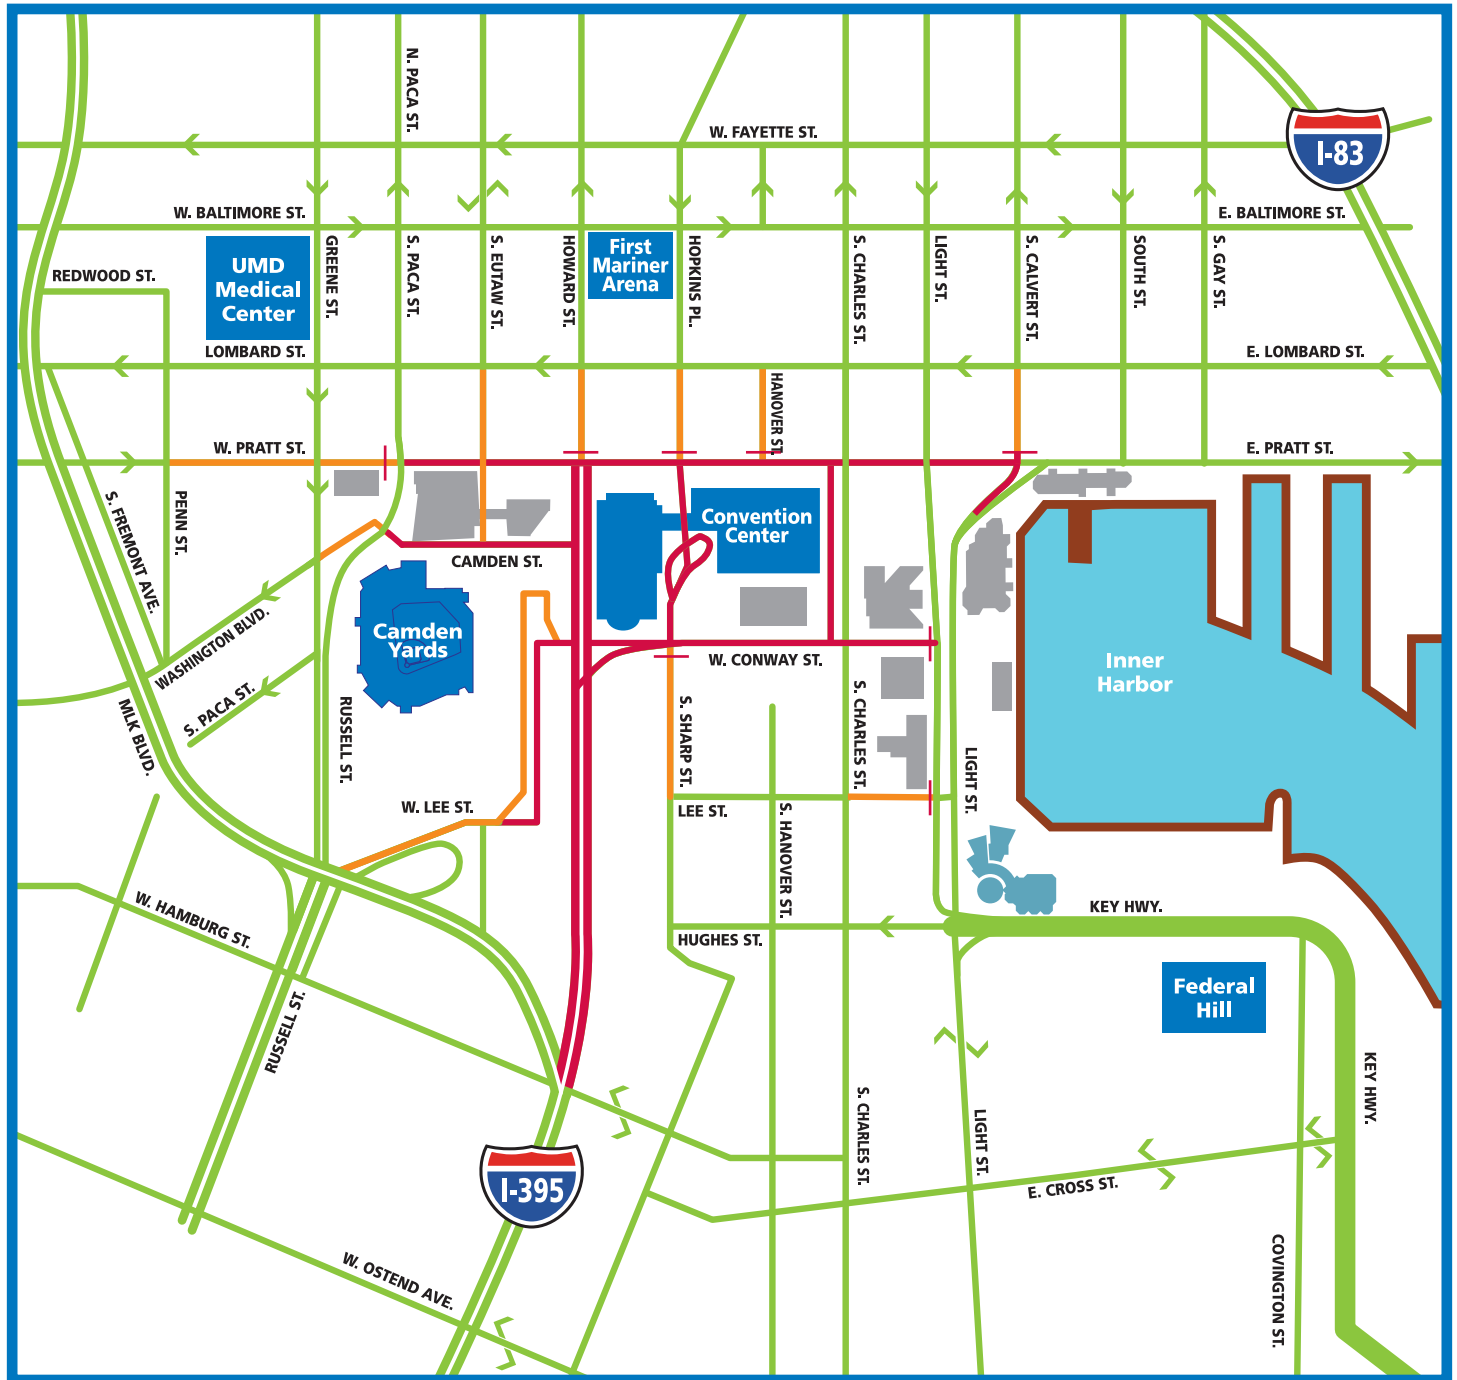 N. PACA ST.
W. FAYETTE ST.
I-83
W. BALTIMORE ST.
E. BALTIMORE ST.
REDWOOD ST.
UMD
Medical
Center
GREENE ST.
S. PACA ST.
S. EUTAW ST.
HOWARD ST.
First
Mariner
Arena
HOPKINS PL.
S. CHARLES ST.
LIGHT ST.
S. CALVERT ST.
SOUTH ST.
S. GAY ST.
LOMBARD ST.
E. LOMBARD ST.
HANOVER ST.
W. PRATT ST.
E. PRATT ST.
S. FREMONT AVE.
PENN ST.
CAMDEN ST.
Convention
Center
WASHINGTON BLVD.
Camden
Yards
W. CONWAY ST.
Inner
Harbor
S. PACA ST.
MLK BLVD.
RUSSELL ST.
S. SHARP ST.
S. CHARLES ST.
LIGHT ST.
W. LEE ST.
LEE ST.
S. HANOVER ST.
W. HAMBURG ST.
HUGHES ST.
KEY HWY.
Federal
Hill
RUSSELL ST.
KEY HWY.
S. CHARLES ST.
LIGHT ST.
I-395
E. CROSS ST.
W. OSTEND AVE.
COVINGTON ST.